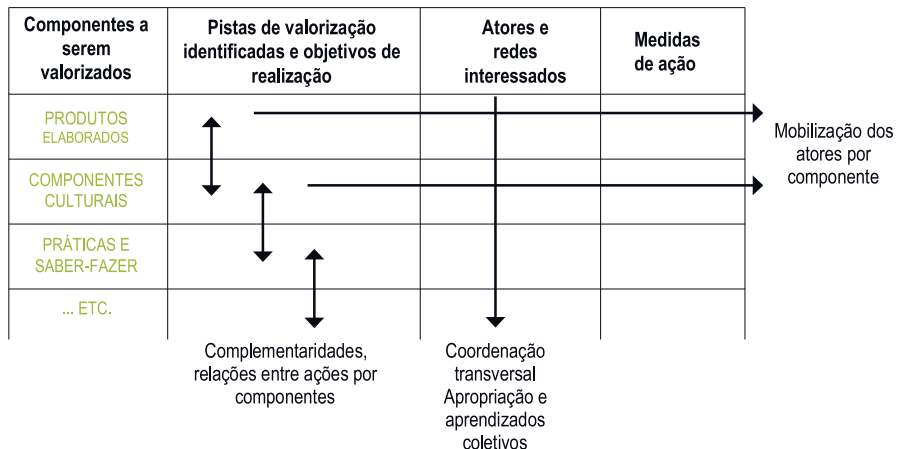 Componentes a
serem
valorizados
Pistas de valorização
identificadas e objetivos de
realização
Atores e
redes
interessados
Medidas
de ação
PRODUTOS
ELABORADOS
COMPONENTES
CULTURAIS
PRÁTICAS E
SABER-FAZER
... ETC.
Mobilização dos
atores por
componente
Complementaridades,
relações entre ações por
componentes
Coordenação
transversal
Apropriação e
aprendizados
coletivos